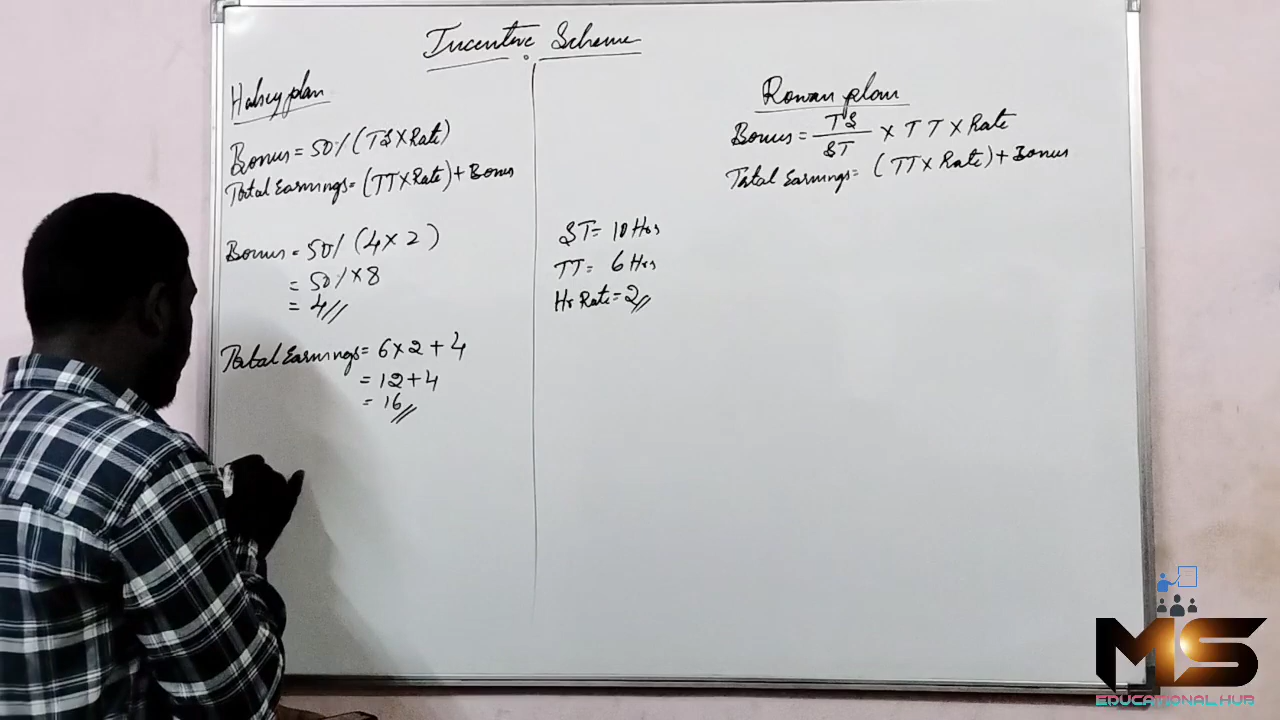 Incentive Scheme
Halsey plan
Bonus = 50% (TS X Rate)
Total Earnings = (TT X Rate) + Bonus
Bonus = 50% (4 X 2)
= 50% X 8
= 4//
Total Earnings = 6 X 2 + 4
= 12 + 4
= 16//
ST = 10 Hrs
TT = 6 Hrs
Hr Rate = 2//
Rowan plan
Bonus = TS/ST X TT X Rate
Total Earnings = (TT X Rate) + Bonus
MS
EDUCATIONAL HUB